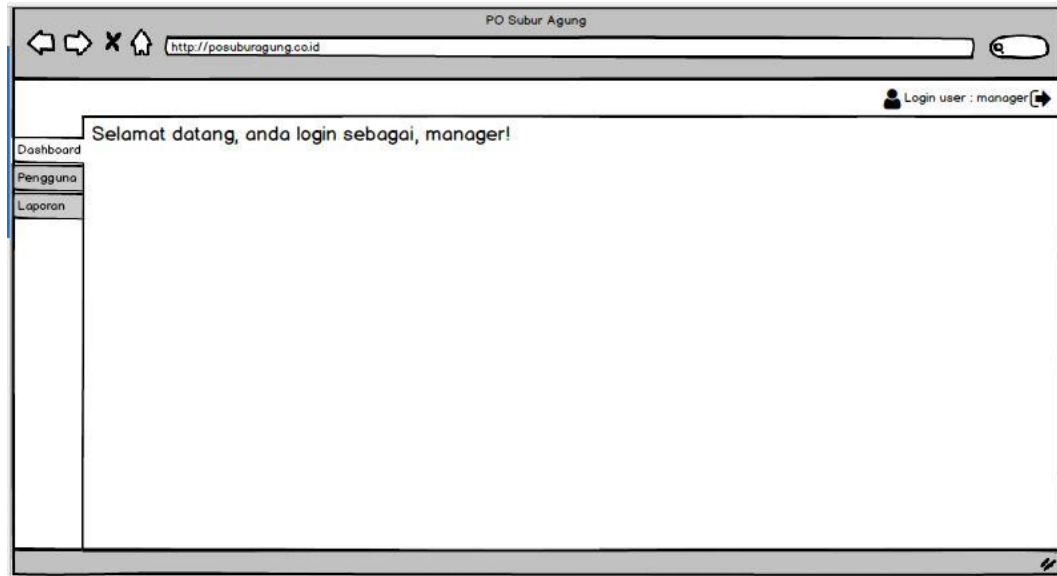 PO Subur Agung
http://posuburagung.co.id
Login user : manager
Selamat datang, anda login sebagai, manager!
Dashboard
Pengguna
Laporan